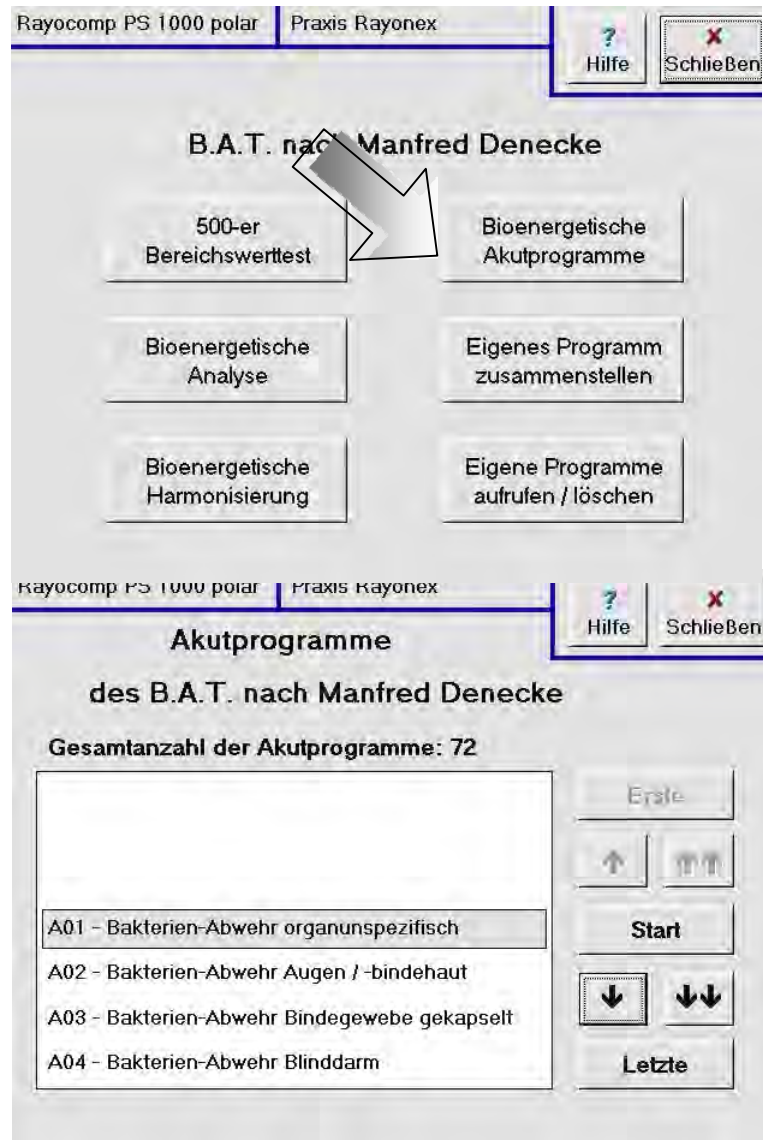 Rayocomp PS 1000 polar
Praxis Rayonex
?
Hilfe
X
Schließen
B.A.T. nach Manfred Denecke
500-er
Bereichswerttest
Bioenergetische
Akutprogramme
Bioenergetische
Analyse
Eigenes Programm
zusammenstellen
Bioenergetische
Harmonisierung
Eigene Programme
aufrufen / löschen
Rayocomp PS 1000 polar
Praxis Rayonex
?
Hilfe
X
Schließen
Akutprogramme
des B.A.T. nach Manfred Denecke
Gesamtanzahl der Akutprogramme: 72
A01 - Bakterien-Abwehr organunspezifisch
A02 - Bakterien-Abwehr Augen / -bindehaut
A03 - Bakterien-Abwehr Bindegewebe gekapselt
A04 - Bakterien-Abwehr Blinddarm
Erste
Start
Letzte